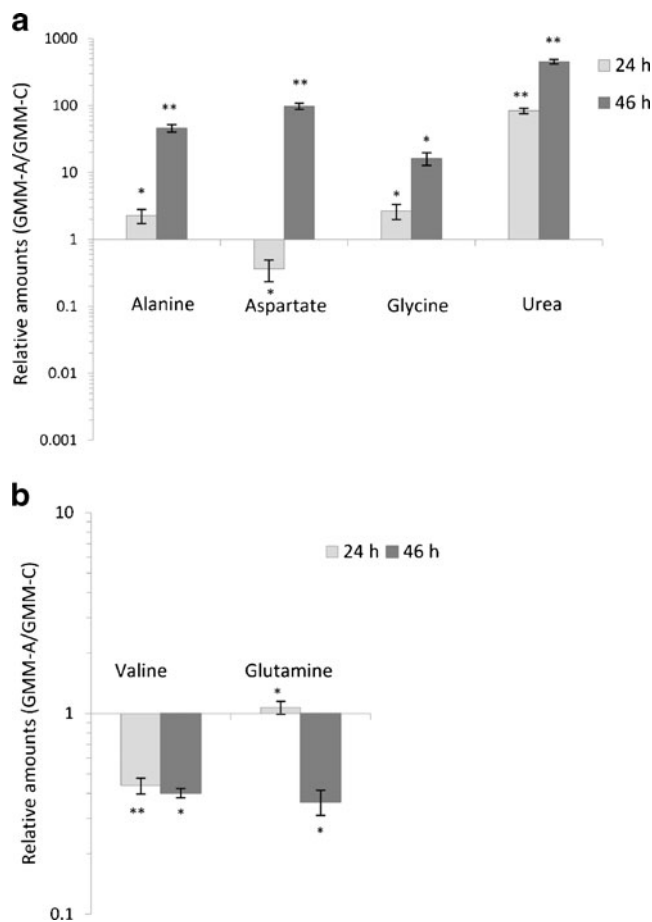 a
Relative amounts (GMM-A/GMM-C)
1000
100
10
1
0.1
0.01
0.001
24 h
46 h
* ** * ** * * ** **
Alanine Aspartate Glycine Urea
b
Relative amounts (GMM-A/GMM-C)
10
1
0.1
24 h 46 h
Valine Glutamine
** * * *